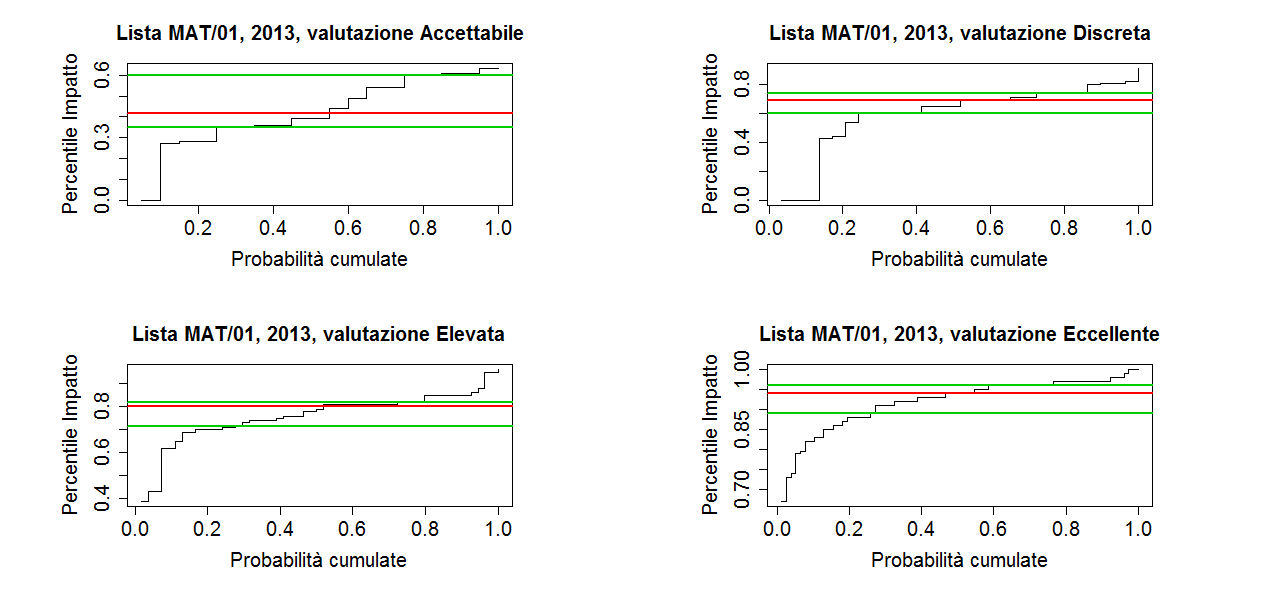 Lista MAT/01, 2013, valutazione Accettabile
Percentile Impatto
0.0 0.3 0.6
0.2 0.4 0.6 0.8 1.0
Probabilità cumulate
Lista MAT/01, 2013, valutazione Discreta
Percentile Impatto
0.0 0.4 0.8
0.0 0.2 0.4 0.6 0.8 1.0
Probabilità cumulate
Lista MAT/01, 2013, valutazione Elevata
Percentile Impatto
0.4 0.6 0.8
0.0 0.2 0.4 0.6 0.8 1.0
Probabilità cumulate
Lista MAT/01, 2013, valutazione Eccellente
Percentile Impatto
0.70 0.85 1.00
0.0 0.2 0.4 0.6 0.8 1.0
Probabilità cumulate